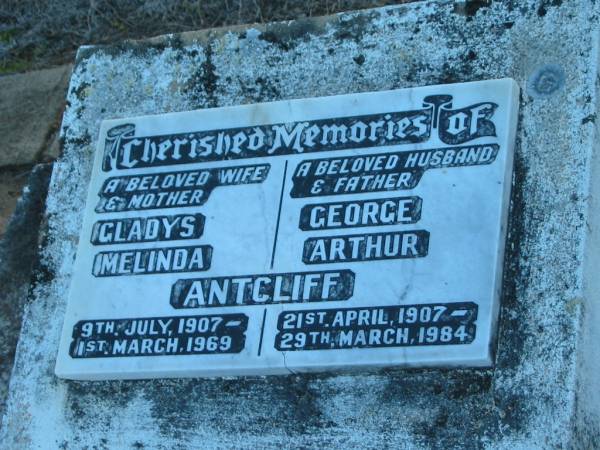 Cherished Memories of
A BELOVED WIFE
& MOTHER
GLADYS
MELINDA
A BELOVED HUSBAND
& FATHER
GEORGE
ARTHUR
ANTCLIFF
9TH. JULY, 1907 -
1ST. MARCH, 1969
21ST. APRIL, 1907 -
29TH. MARCH, 1984